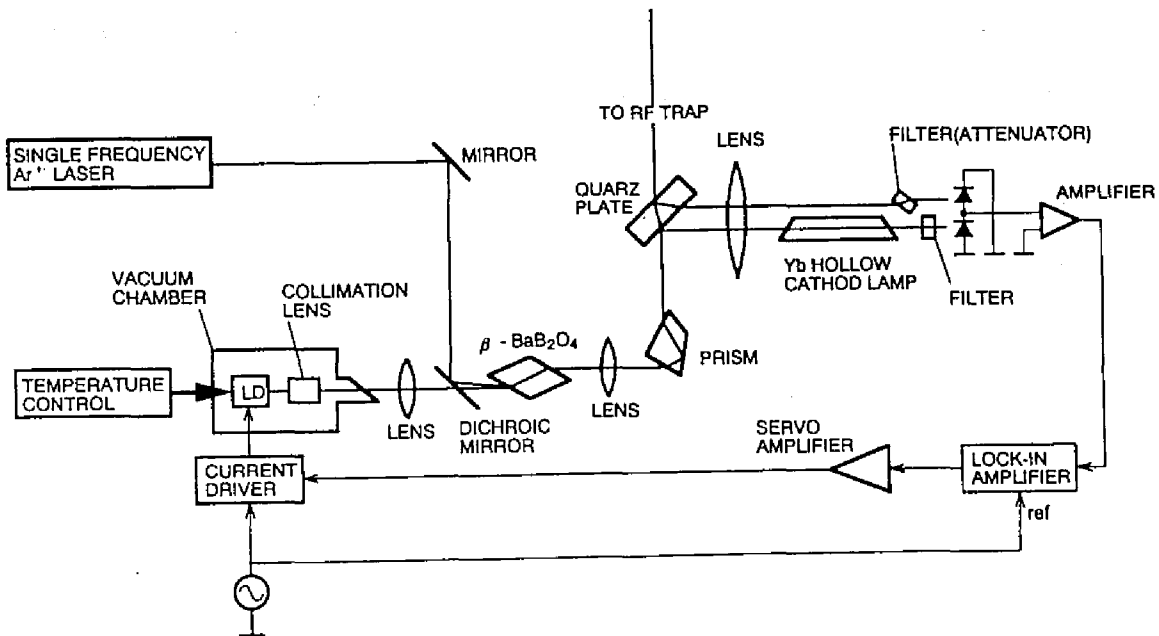 TO RF TRAP
SINGLE FREQUENCY
Ar+ LASER
MIRROR
LENS
FILTER(ATTENUATOR)
QUARZ
PLATE
AMPLIFIER
Yb HOLLOW
CATHOD LAMP
FILTER
VACUUM
CHAMBER
COLLIMATION
LENS
β - BaB2O4
PRISM
TEMPERATURE
CONTROL
LD
LENS
DICHROIC
MIRROR
LENS
SERVO
AMPLIFIER
CURRENT
DRIVER
LOCK-IN
AMPLIFIER
ref